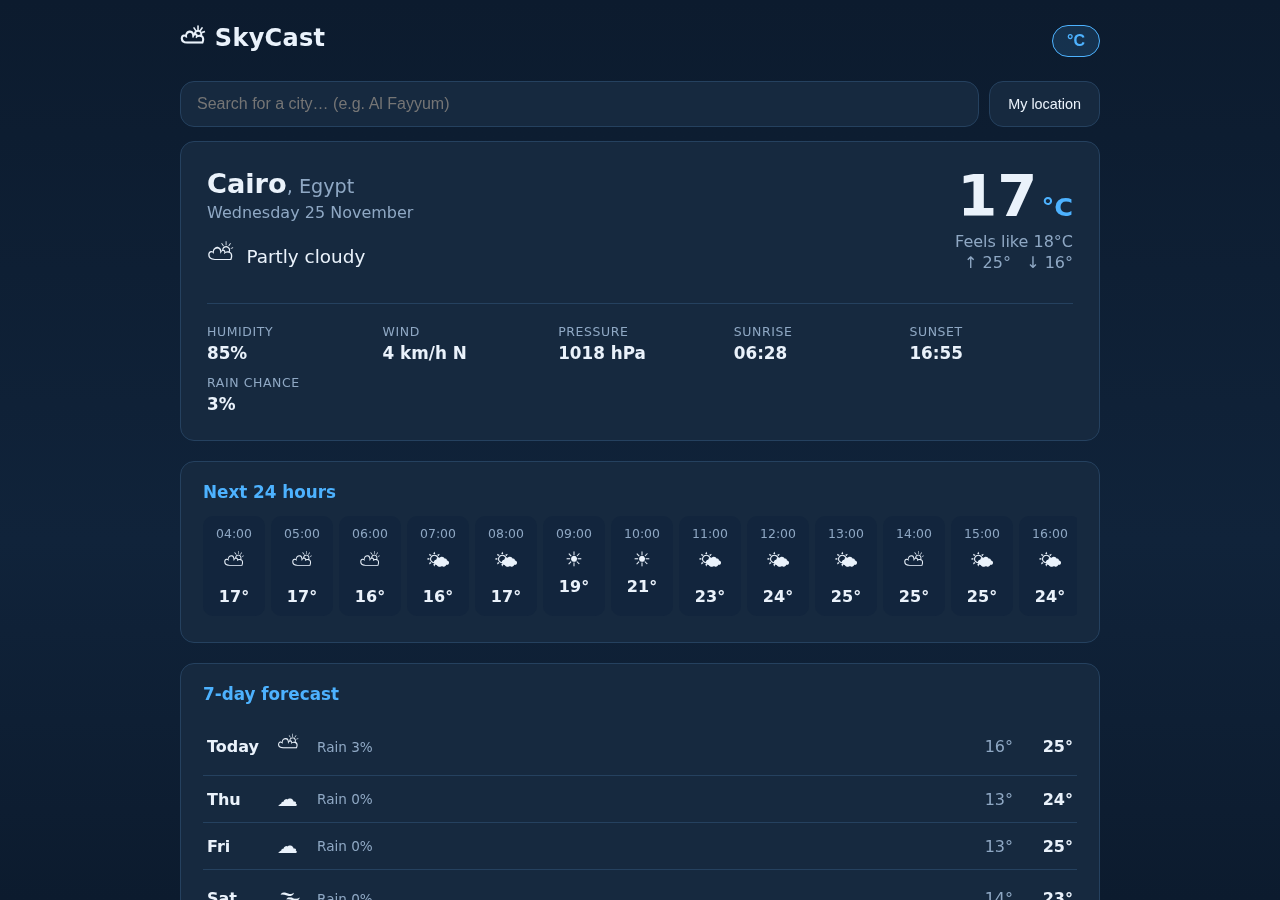 SkyCast
°C
Search for a city… (e.g. Al Fayyum)
My location
Cairo, Egypt
Wednesday 25 November
Partly cloudy
17 °C
Feels like 18°C
↑ 25° ↓ 16°
HUMIDITY
85%
WIND
4 km/h N
PRESSURE
1018 hPa
SUNRISE
06:28
SUNSET
16:55
RAIN CHANCE
3%
Next 24 hours
04:00 05:00 06:00 07:00 08:00 09:00 10:00 11:00 12:00 13:00 14:00 15:00 16:00
17° 17° 16° 16° 17° 19° 21° 23° 24° 25° 25° 25° 24°
7-day forecast
Today Rain 3% 16° 25°
Thu Rain 0% 13° 24°
Fri Rain 0% 13° 25°
Sat Rain 0% 14° 23°